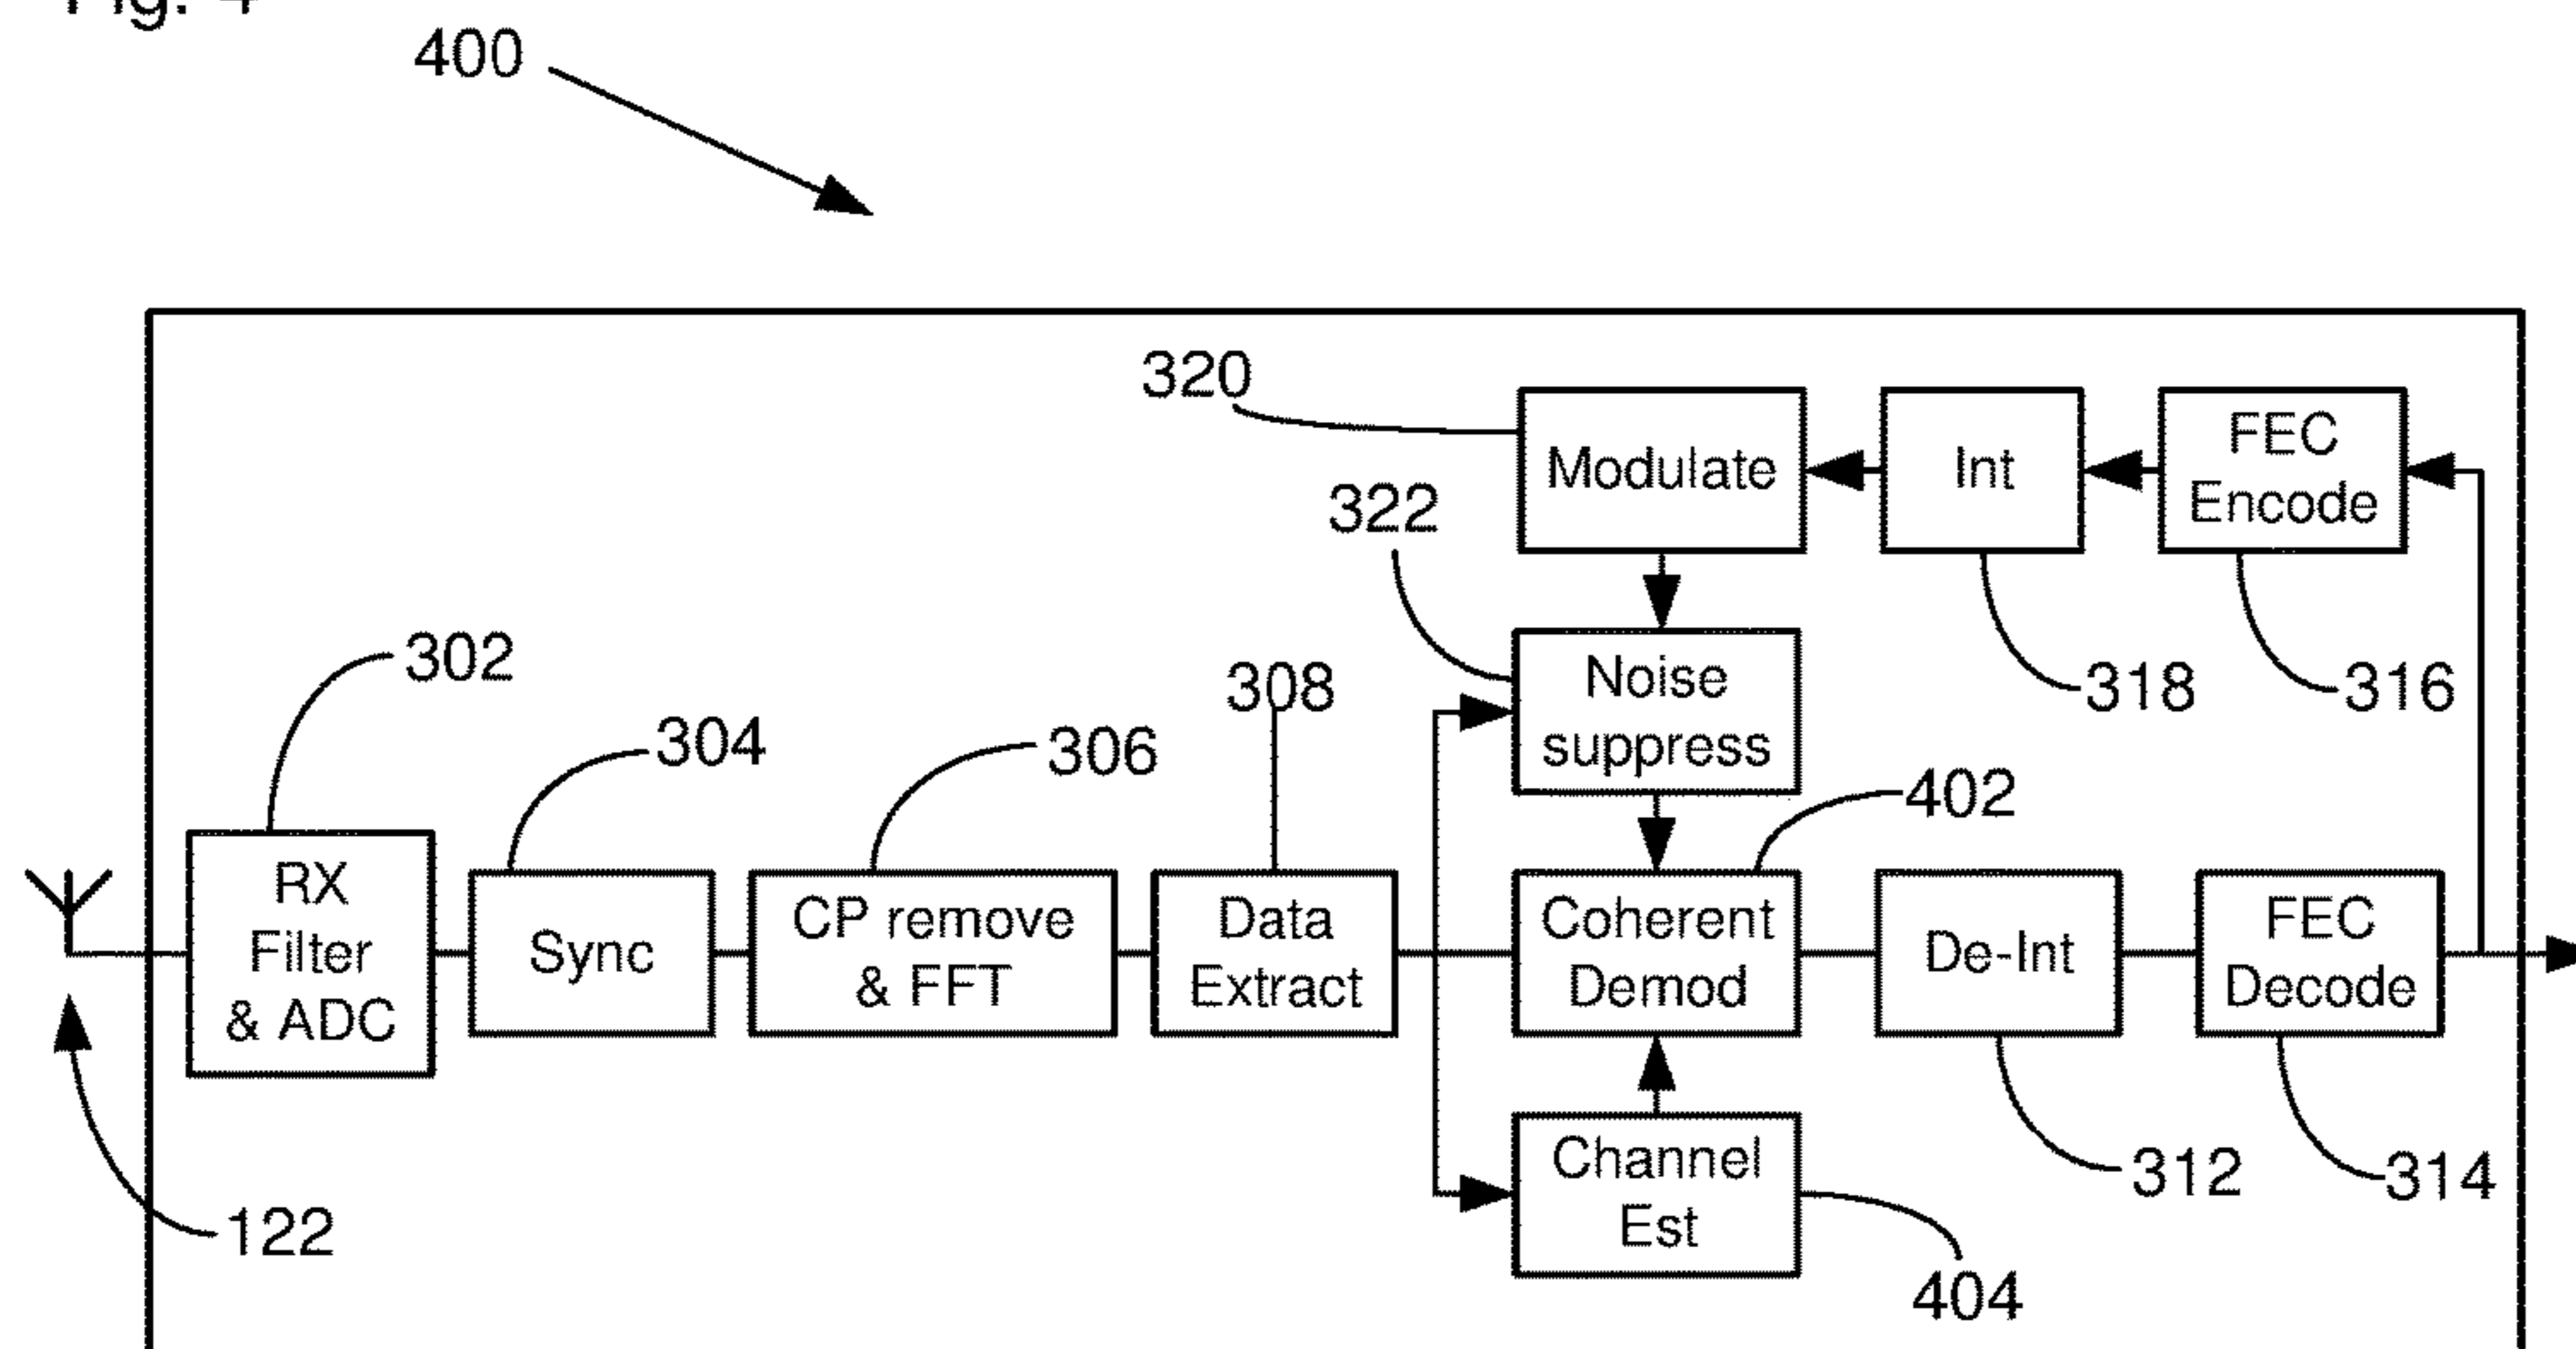 Fig. 4
400
320
Modulate
Int
FEC
Encode
322
302
304
306
308
Noise
suppress
318
316
402
RX
Filter
& ADC
Sync
CP remove
& FFT
Data
Extract
Coherent
Demod
De-Int
FEC
Decode
122
Channel
Est
312
314
404